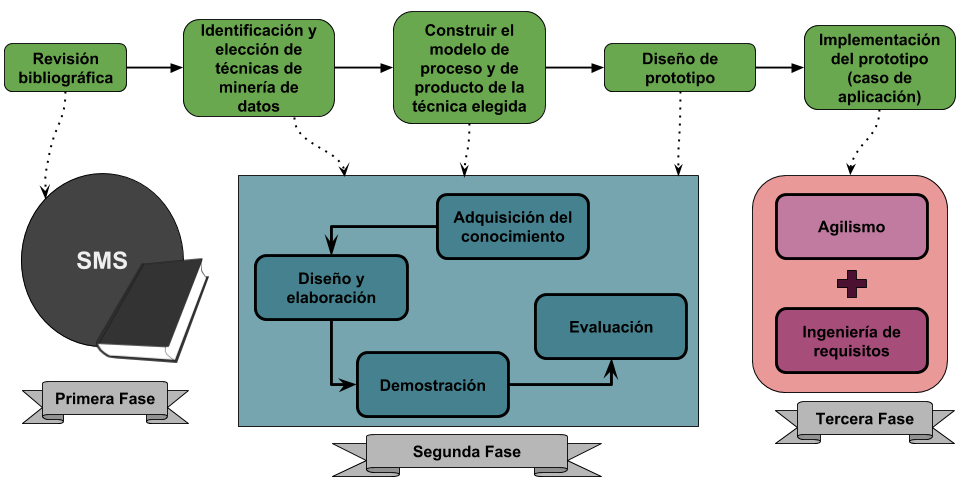 Revisión
bibliográfica
Identificación y
elección de
técnicas de
minería de
datos
Construir el
modelo de
proceso y de
producto de la
técnica elegida
Diseño de
prototipo
Implementación
del prototipo
(caso de
aplicación)
SMS
Primera Fase
Adquisición del
conocimiento
Diseño y
elaboración
Demostración
Evaluación
Segunda Fase
Agilismo
Ingeniería de
requisitos
Tercera Fase